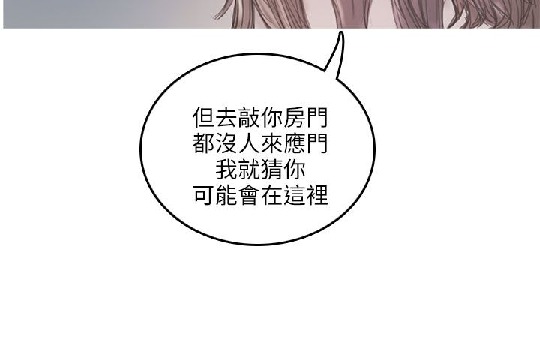 但去敲你房門
都沒人來應門
我就猜你
可能會在這裡